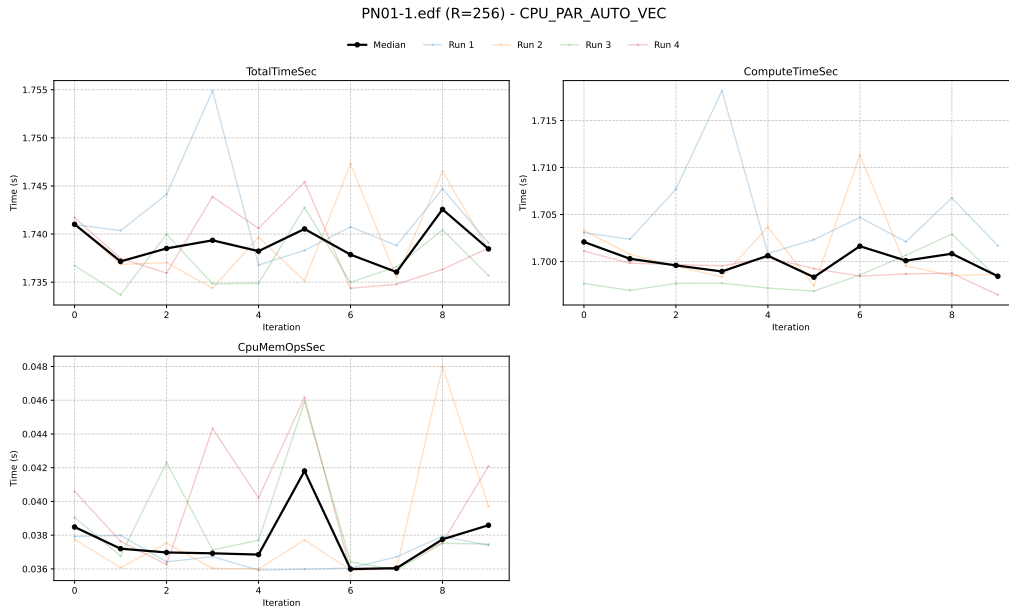 PN01-1.edf (R=256) - CPU_PAR_AUTO_VEC
Median Run 1 Run 2 Run 3 Run 4
TotalTimeSec
1.755
1.750
1.745
1.740
1.735
Time (s)
0 2 4 6 8
Iteration
ComputeTimeSec
1.715
1.710
1.705
1.700
Time (s)
0 2 4 6 8
Iteration
CpuMemOpsSec
0.048
0.046
0.044
0.042
0.040
0.038
0.036
Time (s)
0 2 4 6 8
Iteration